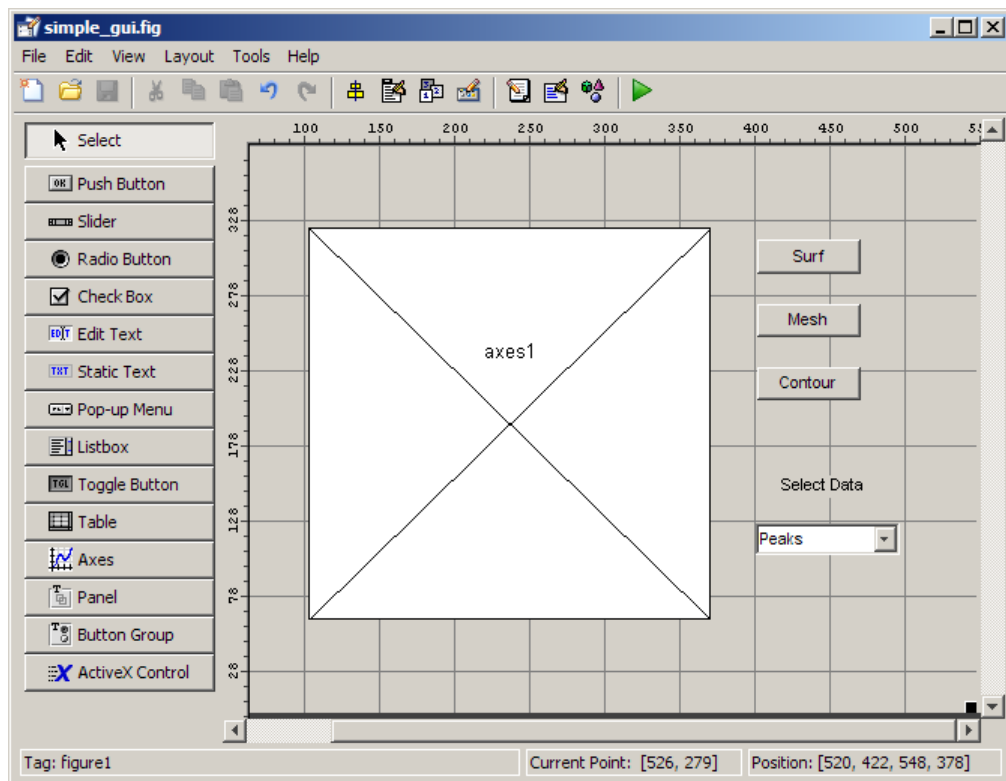 simple_gui.fig
File Edit View Layout Tools Help
Select
Push Button
Slider
Radio Button
Check Box
Edit Text
Static Text
Pop-up Menu
Listbox
Toggle Button
Table
Axes
Panel
Button Group
ActiveX Control
100 150 200 250 300 350 400 450 500 55
328
278
228
178
128
78
28
axes1
Surf
Mesh
Contour
Select Data
Peaks
Tag: figure1 Current Point: [526, 279] Position: [520, 422, 548, 378]